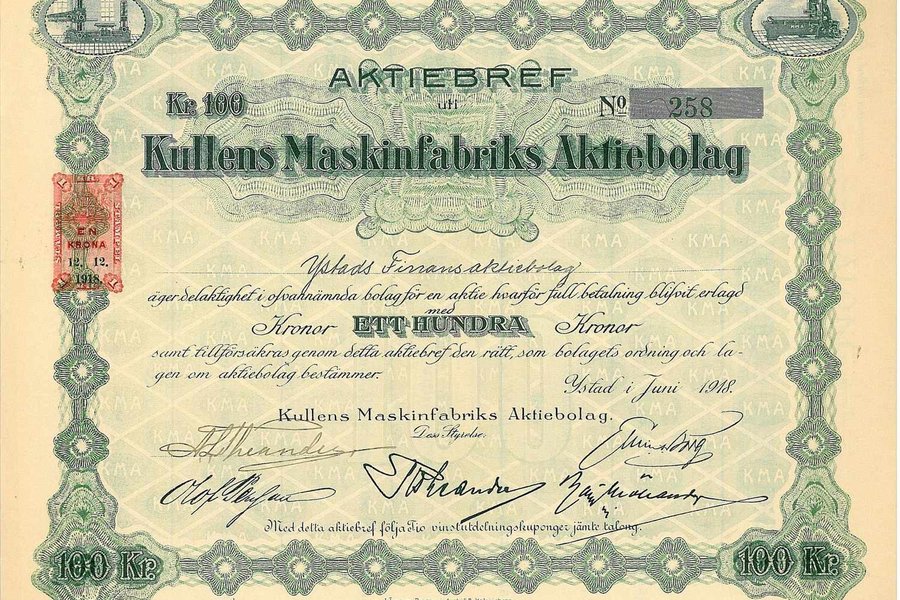 AKTIEBREF
Kr. 100
uti
No 258
Kullens Maskinfabriks Aktiebolag
EN
KRONA
12. 12.
1918.
Ystads Finansaktiebolag
äger delaktighet i ofvannämnda bolag för en aktie hvarför full betalning blifvit erlagd
med
Kronor ETT HUNDRA Kronor
samt tillförsäkras genom detta aktiebref den rätt, som bolagets ordning och la-
gen om aktiebolag bestämmer.
Ystad i Juni 1918.
Kullens Maskinfabriks Aktiebolag.
Dess Styrelse.
Med detta aktiebref följa Tio vinstutdelningskuponger jämte talong.
100 Kr. 100 Kr.